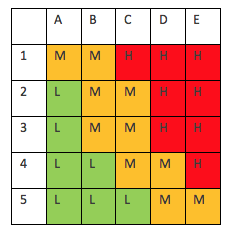 A B C D E
1 M M H H H
2 L M M H H
3 L M M H H
4 L L M M H
5 L L L M M